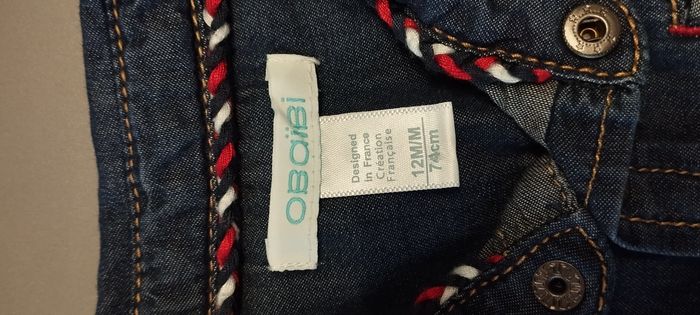 OBAÏBI
Designed
in France
Création
Française
12M/M
74cm